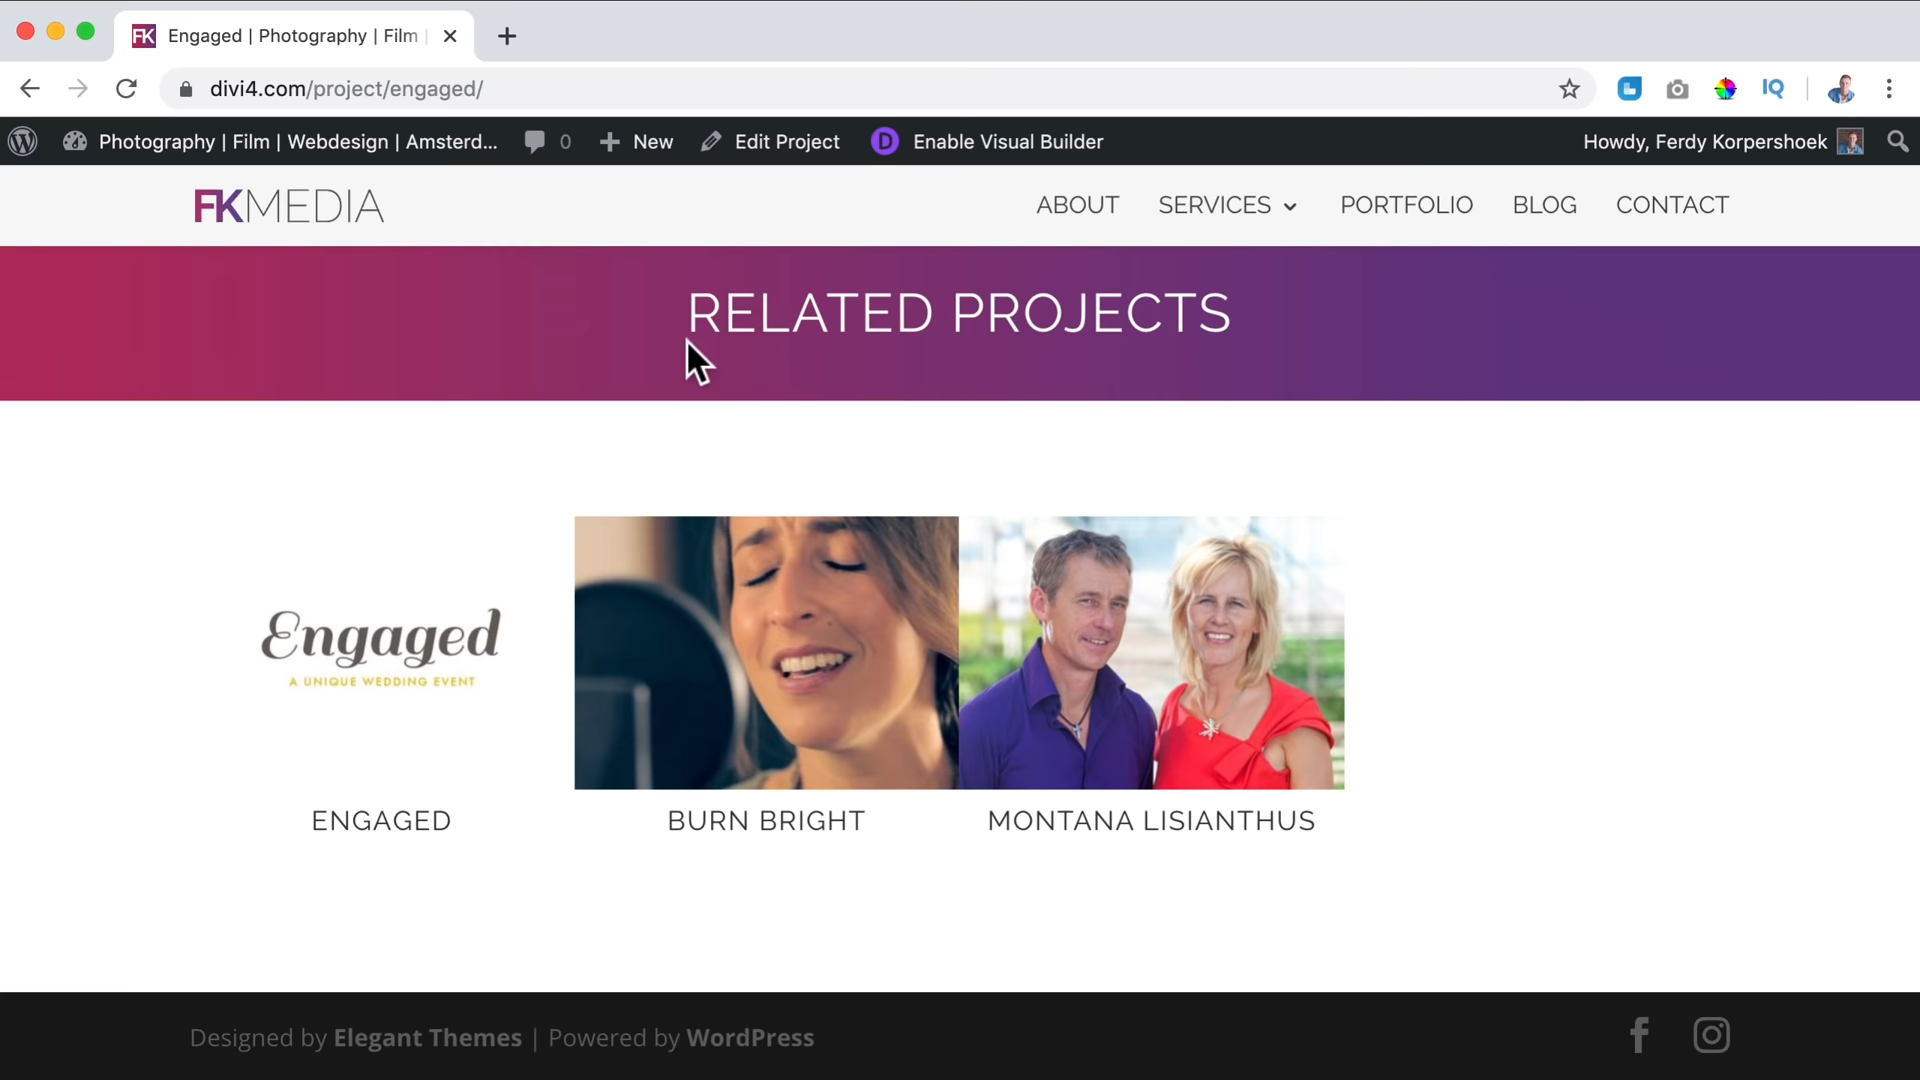 FK Engaged | Photography | Film |
divi4.com/project/engaged/
IQ
Photography | Film | Webdesign | Amsterd... 0 New Edit Project D Enable Visual Builder Howdy, Ferdy Korpershoek
FKMEDIA ABOUT SERVICES PORTFOLIO BLOG CONTACT
RELATED PROJECTS
Engaged
A UNIQUE WEDDING EVENT
ENGAGED BURN BRIGHT MONTANA LISIANTHUS
Designed by Elegant Themes | Powered by WordPress